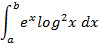 ∫_a^b e^x log^2 x dx